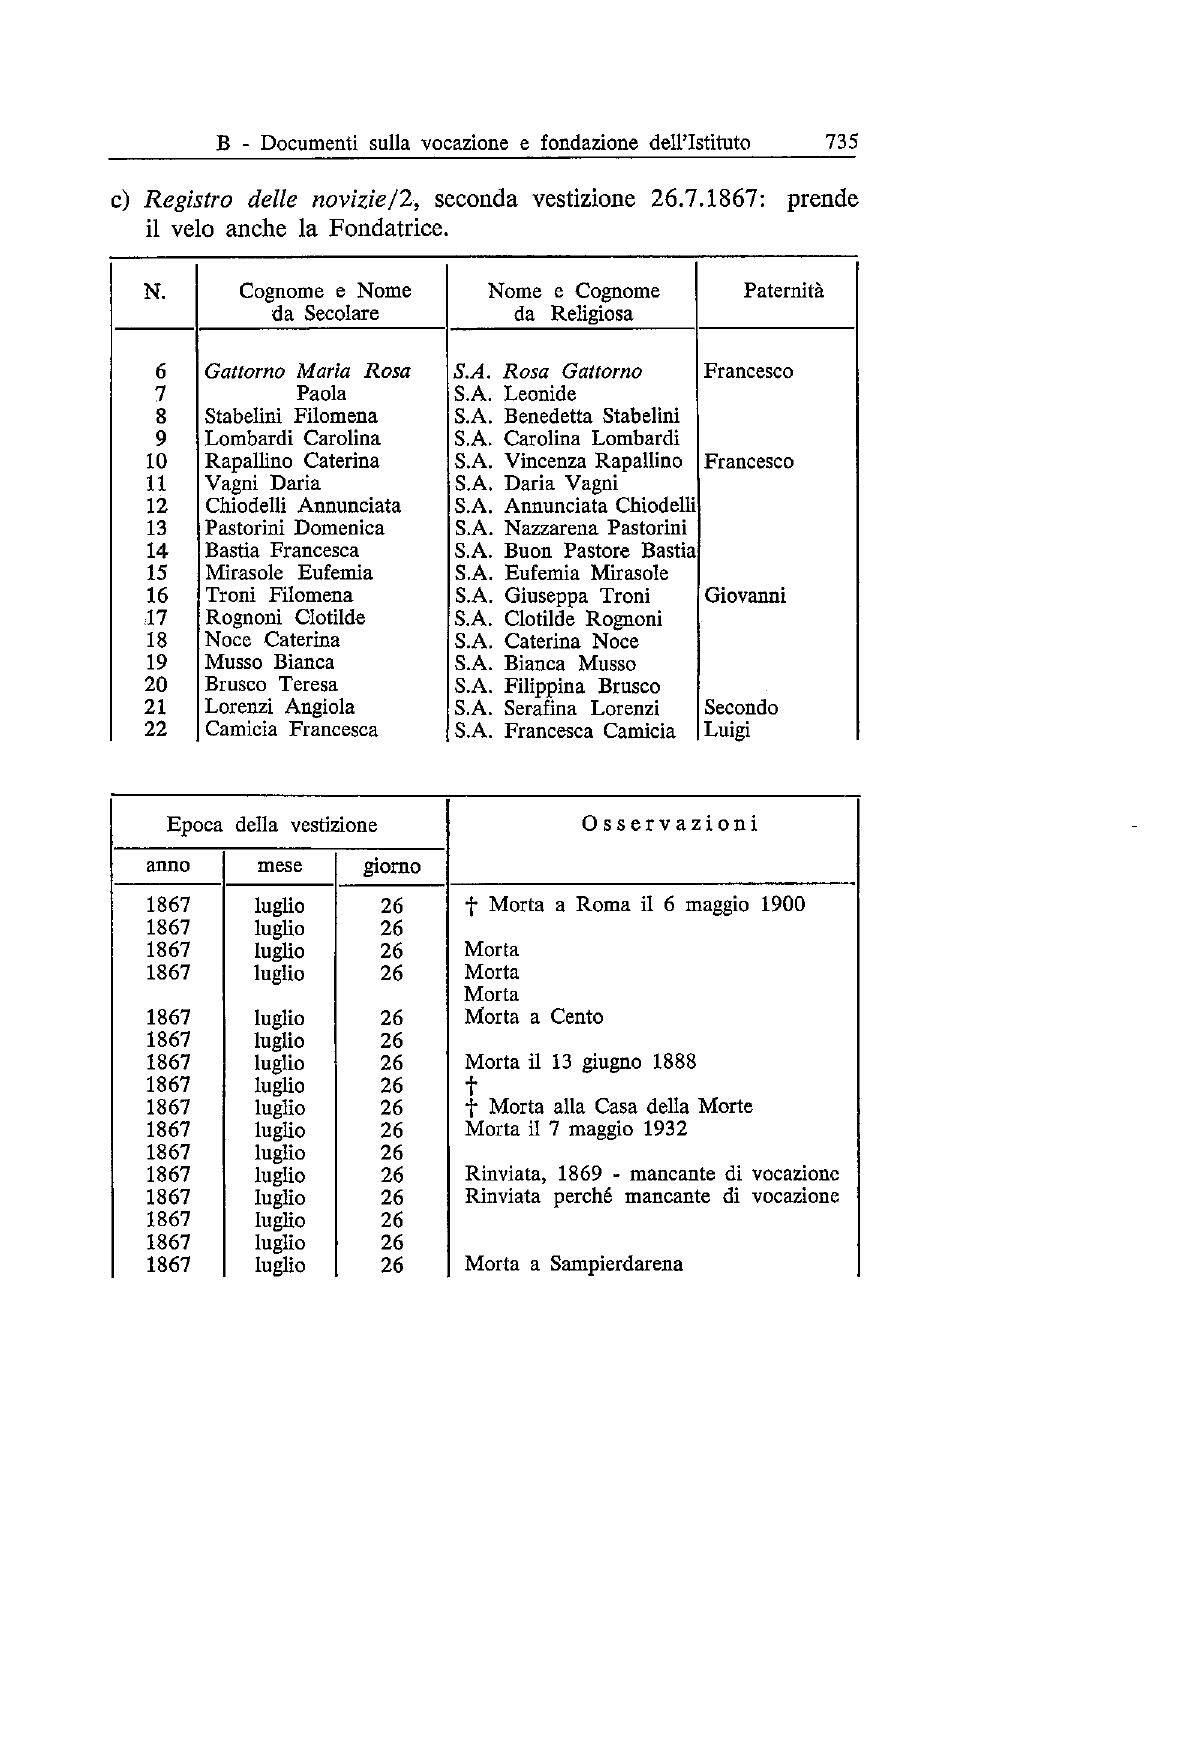 B - Documenti sulla vocazione e fondazione dell'Istituto 735
c) Registro delle novizie/2, seconda vestizione 26.7.1867: prende
il velo anche la Fondatrice.
N. Cognome e Nome Nome e Cognome Paternità
da Secolare da Religiosa
6 Gattorno Maria Rosa S.A. Rosa Gattorno Francesco
7 Paola S.A. Leonide
8 Stabelini Filomena S.A. Benedetta Stabelini
9 Lombardi Carolina S.A. Carolina Lombardi
10 Rapallino Caterina S.A. Vincenza Rapallino Francesco
11 Vagni Daria S.A. Daria Vagni
12 Chiodelli Annunciata S.A. Annunciata Chiodelli
13 Pastorini Domenica S.A. Nazzarena Pastorini
14 Bastia Francesca S.A. Buon Pastore Bastia
15 Mirasole Eufemia S.A. Eufemia Mirasole
16 Troni Filomena S.A. Giuseppa Troni Giovanni
17 Rognoni Clotilde S.A. Clotilde Rognoni
18 Noce Caterina S.A. Caterina Noce
19 Musso Bianca S.A. Bianca Musso
20 Brusco Teresa S.A. Filippina Brusco
21 Lorenzi Angiola S.A. Serafina Lorenzi Secondo
22 Camicia Francesca S.A. Francesca Camicia Luigi
Epoca della vestizione Osservazioni
anno mese giorno
1867 luglio 26 † Morta a Roma il 6 maggio 1900
1867 luglio 26
1867 luglio 26 Morta
1867 luglio 26 Morta
Morta
1867 luglio 26 Morta a Cento
1867 luglio 26
1867 luglio 26 Morta il 13 giugno 1888
1867 luglio 26 †
1867 luglio 26 † Morta alla Casa della Morte
1867 luglio 26 Morta il 7 maggio 1932
1867 luglio 26
1867 luglio 26 Rinviata, 1869 - mancante di vocazione
1867 luglio 26 Rinviata perché mancante di vocazione
1867 luglio 26
1867 luglio 26
1867 luglio 26 Morta a Sampierdarena